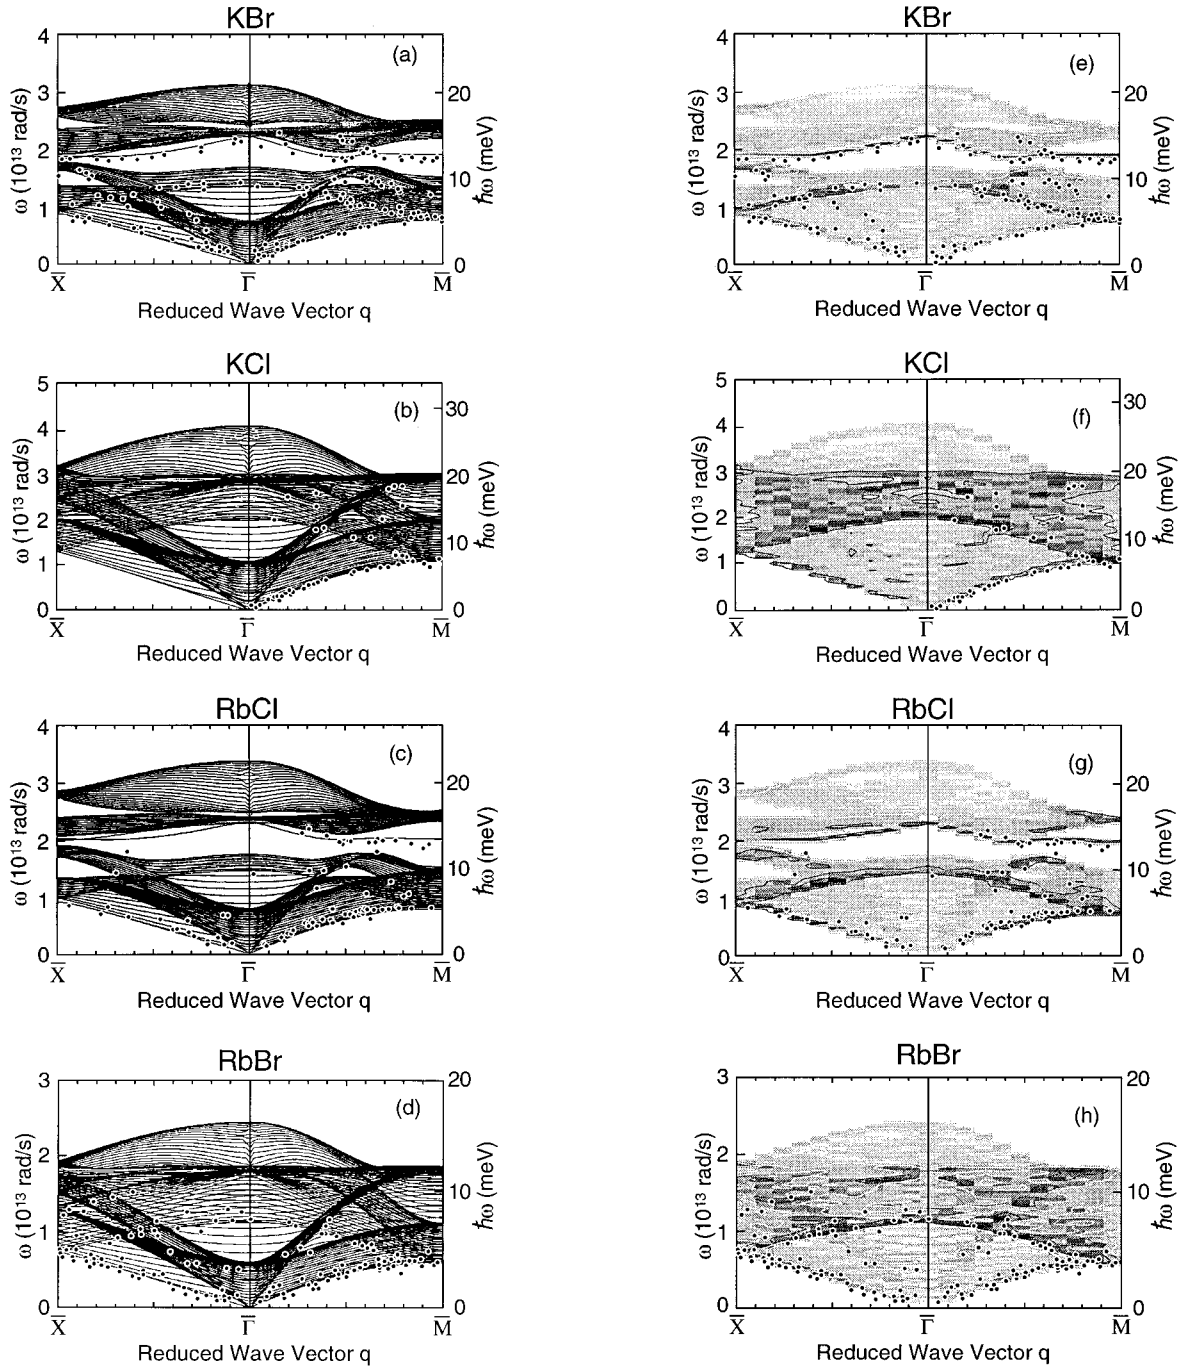 KBr
(a)
4
3
2
1
0
20
10
0
ω (10¹³ rad/s)
ℏω (meV)
X̅ Γ̅ M̅
Reduced Wave Vector q
KBr
(e)
4
3
2
1
0
20
10
0
ω (10¹³ rad/s)
ℏω (meV)
X̅ Γ̅ M̅
Reduced Wave Vector q
KCl
(b)
5
4
3
2
1
0
30
20
10
0
ω (10¹³ rad/s)
ℏω (meV)
X̅ Γ̅ M̅
Reduced Wave Vector q
KCl
(f)
5
4
3
2
1
0
30
20
10
0
ω (10¹³ rad/s)
ℏω (meV)
X̅ Γ̅ M̅
Reduced Wave Vector q
RbCl
(c)
4
3
2
1
0
20
10
0
ω (10¹³ rad/s)
ℏω (meV)
X̅ Γ̅ M̅
Reduced Wave Vector q
RbCl
(g)
4
3
2
1
0
20
10
0
ω (10¹³ rad/s)
ℏω (meV)
X̅ Γ̅ M̅
Reduced Wave Vector q
RbBr
(d)
3
2
1
0
20
10
0
ω (10¹³ rad/s)
ℏω (meV)
X̅ Γ̅ M̅
Reduced Wave Vector q
RbBr
(h)
3
2
1
0
20
10
0
ω (10¹³ rad/s)
ℏω (meV)
X̅ Γ̅ M̅
Reduced Wave Vector q